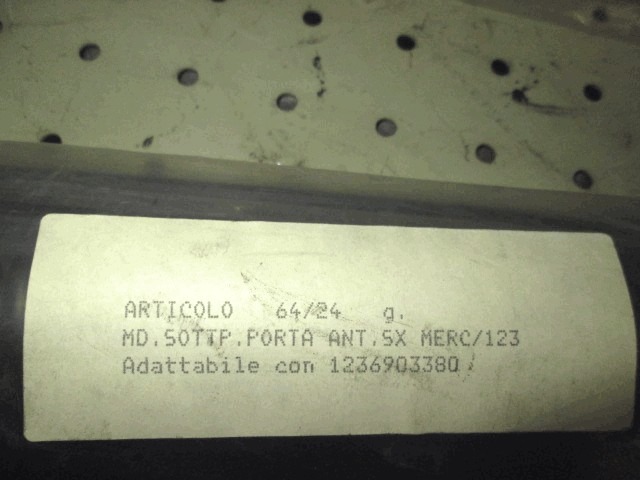 ARTICOLO 64/24 g.
MD.SOTTP.PORTA ANT.SX MERC/123
Adattabile con 1236903380